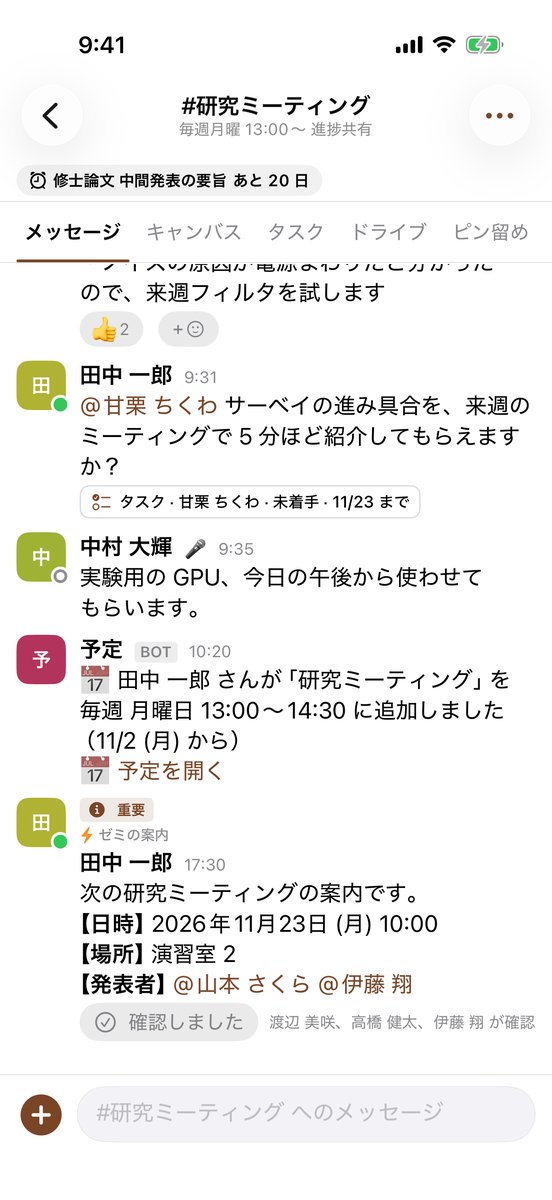 9:41
#研究ミーティング
毎週月曜 13:00〜 進捗共有
修士論文 中間発表の要旨 あと 20 日
メッセージ
キャンバス
タスク
ドライブ
ピン留め
ので、来週フィルタを試します
👍 2
+
田
田中 一郎 9:31
@甘栗 ちくわ サーベイの進み具合を、来週の
ミーティングで 5 分ほど紹介してもらえます
か？
タスク · 甘栗 ちくわ · 未着手 · 11/23 まで
中
中村 大輝 🎤 9:35
実験用の GPU、今日の午後から使わせて
もらいます。
予
予定 BOT 10:20
📅 田中 一郎 さんが「研究ミーティング」を
毎週 月曜日 13:00〜14:30 に追加しました
（11/2 (月) から）
📅 予定を開く
田
重要
⚡ ゼミの案内
田中 一郎 17:30
次の研究ミーティングの案内です。
【日時】 2026年11月23日 (月) 10:00
【場所】 演習室 2
【発表者】 @山本 さくら @伊藤 翔
確認しました
渡辺 美咲、高橋 健太、伊藤 翔 が確認
#研究ミーティング へのメッセージ